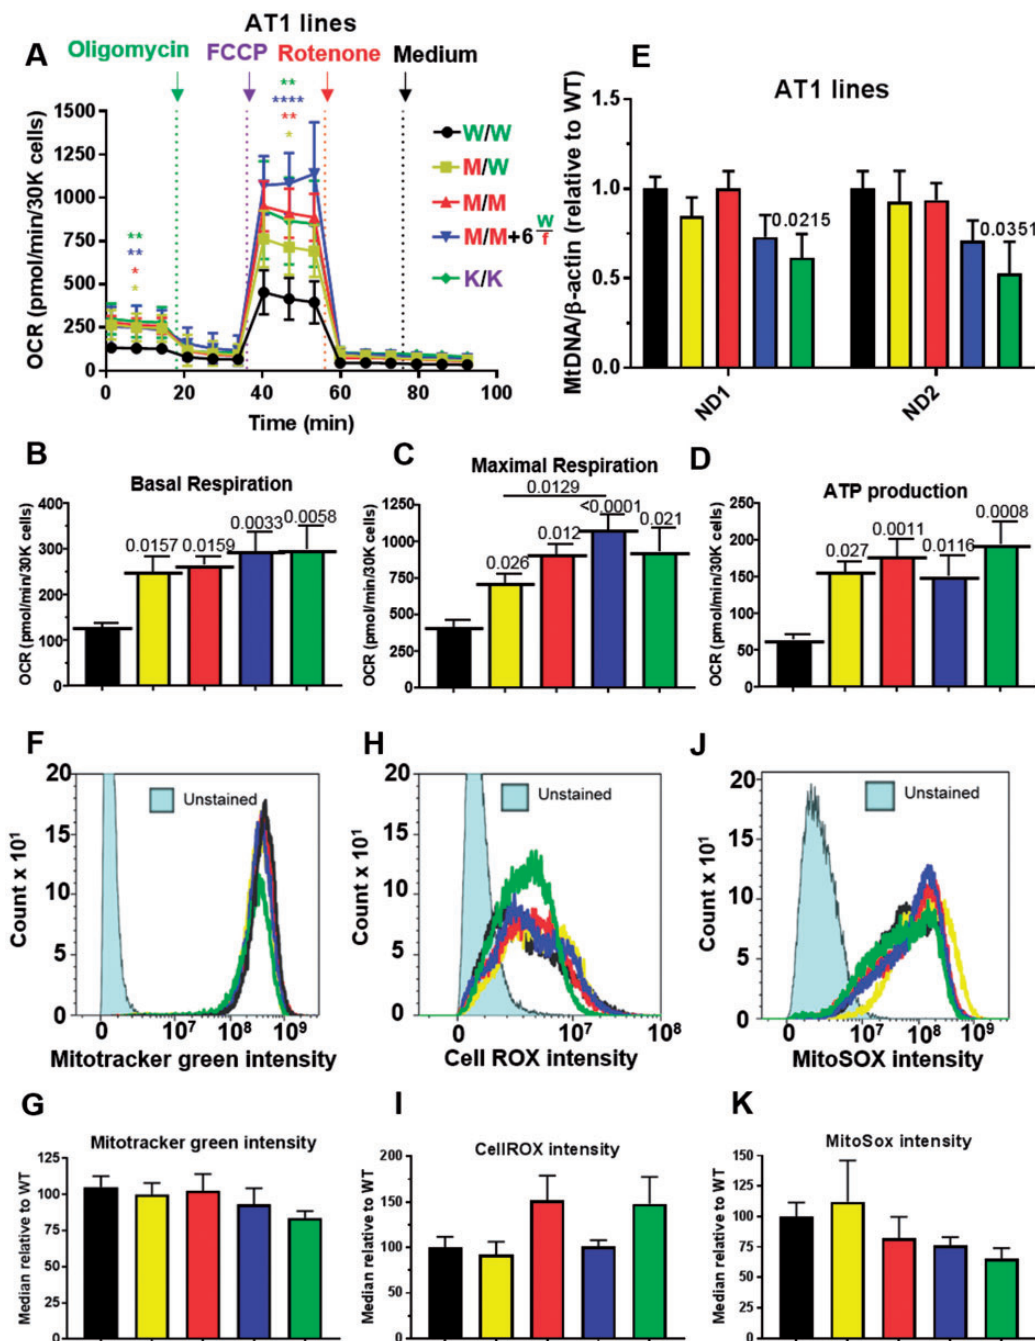 AT1 lines
A
Oligomycin
FCCP
Rotenone
Medium
**
****
**
*
**
**
*
*
1500
1250
1000
750
500
250
0
OCR (pmol/min/30K cells)
0 20 40 60 80 100
Time (min)
W/W
M/W
M/M
M/M+6 W/f
K/K
E
AT1 lines
MtDNA/β-actin (relative to WT)
1.5
1.0
0.5
0.0
0.0215
0.0351
ND1
ND2
B
Basal Respiration
OCR (pmol/min/30K cells)
400
300
200
100
0
0.0157
0.0159
0.0033
0.0058
C
Maximal Respiration
OCR (pmol/min/30K cells)
1250
1000
750
500
250
0
0.0129
0.026
0.012
<0.0001
0.021
D
ATP production
OCR (pmol/min/30K cells)
250
200
150
100
50
0
0.027
0.0011
0.0116
0.0008
F
20
15
10
5
0
Count x 10¹
Unstained
0 10⁷ 10⁸ 10⁹
Mitotracker green intensity
H
20
15
10
5
0
Count x 10¹
Unstained
0 10⁷ 10⁸
Cell ROX intensity
J
20
15
10
5
0
Count x 10¹
Unstained
0 10⁷ 10⁸ 10⁹
MitoSOX intensity
G
Mitotracker green intensity
Median relative to WT
125
100
75
50
25
0
I
CellROX intensity
Median relative to WT
200
150
100
50
0
K
MitoSox intensity
Median relative to WT
150
125
100
75
50
25
0